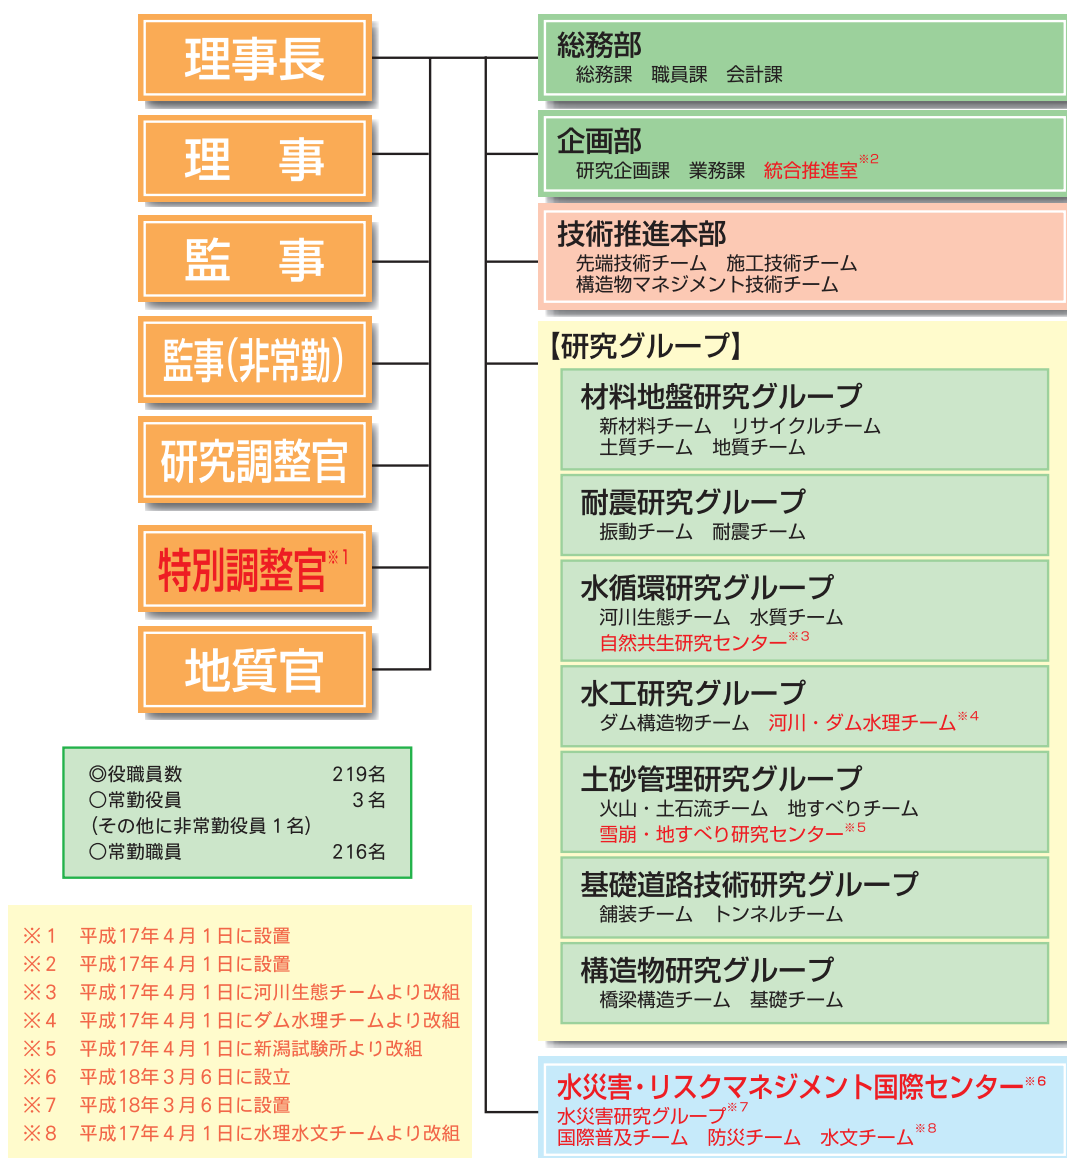 理事長
理　事
監　事
監事(非常勤)
研究調整官
特別調整官※1
地質官
◎役職員数　219名
○常勤役員　3名
(その他に非常勤役員1名)
○常勤職員　216名
※1　平成17年4月1日に設置
※2　平成17年4月1日に設置
※3　平成17年4月1日に河川生態チームより改組
※4　平成17年4月1日にダム水理チームより改組
※5　平成17年4月1日に新潟試験所より改組
※6　平成18年3月6日に設立
※7　平成18年3月6日に設置
※8　平成17年4月1日に水理水文チームより改組
総務部
総務課　職員課　会計課
企画部
研究企画課　業務課　統合推進室※2
技術推進本部
先端技術チーム　施工技術チーム
構造物マネジメント技術チーム
【研究グループ】
材料地盤研究グループ
新材料チーム　リサイクルチーム
土質チーム　地質チーム
耐震研究グループ
振動チーム　耐震チーム
水循環研究グループ
河川生態チーム　水質チーム
自然共生研究センター※3
水工研究グループ
ダム構造物チーム　河川・ダム水理チーム※4
土砂管理研究グループ
火山・土石流チーム　地すべりチーム
雪崩・地すべり研究センター※5
基礎道路技術研究グループ
舗装チーム　トンネルチーム
構造物研究グループ
橋梁構造チーム　基礎チーム
水災害・リスクマネジメント国際センター※6
水災害研究グループ※7
国際普及チーム　防災チーム　水文チーム※8